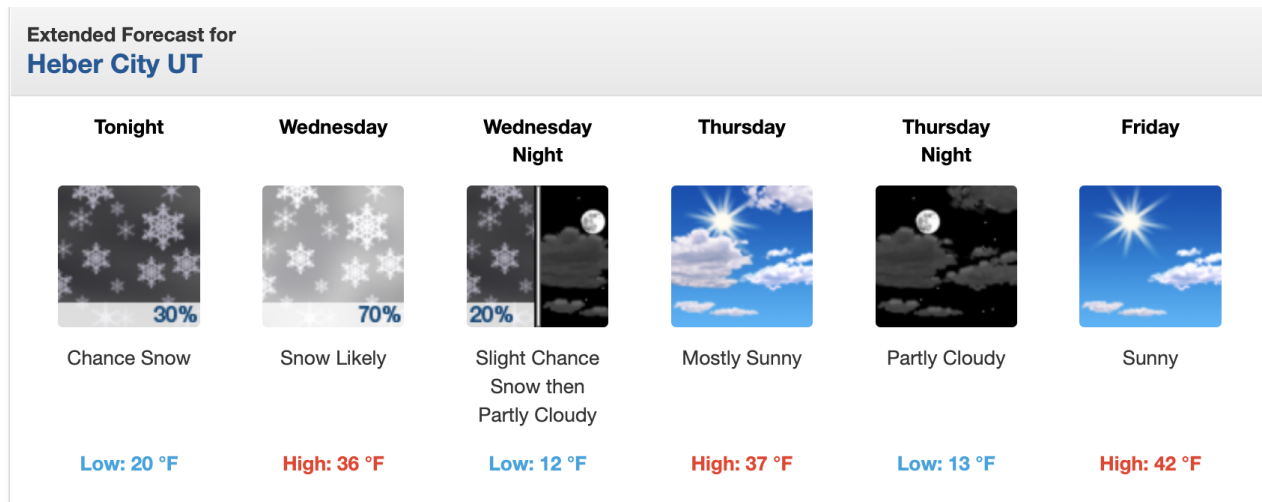 Extended Forecast for
Heber City UT
Tonight
30%
Chance Snow
Low: 20 °F
Wednesday
70%
Snow Likely
High: 36 °F
Wednesday
Night
20%
Slight Chance
Snow then
Partly Cloudy
Low: 12 °F
Thursday
Mostly Sunny
High: 37 °F
Thursday
Night
Partly Cloudy
Low: 13 °F
Friday
Sunny
High: 42 °F